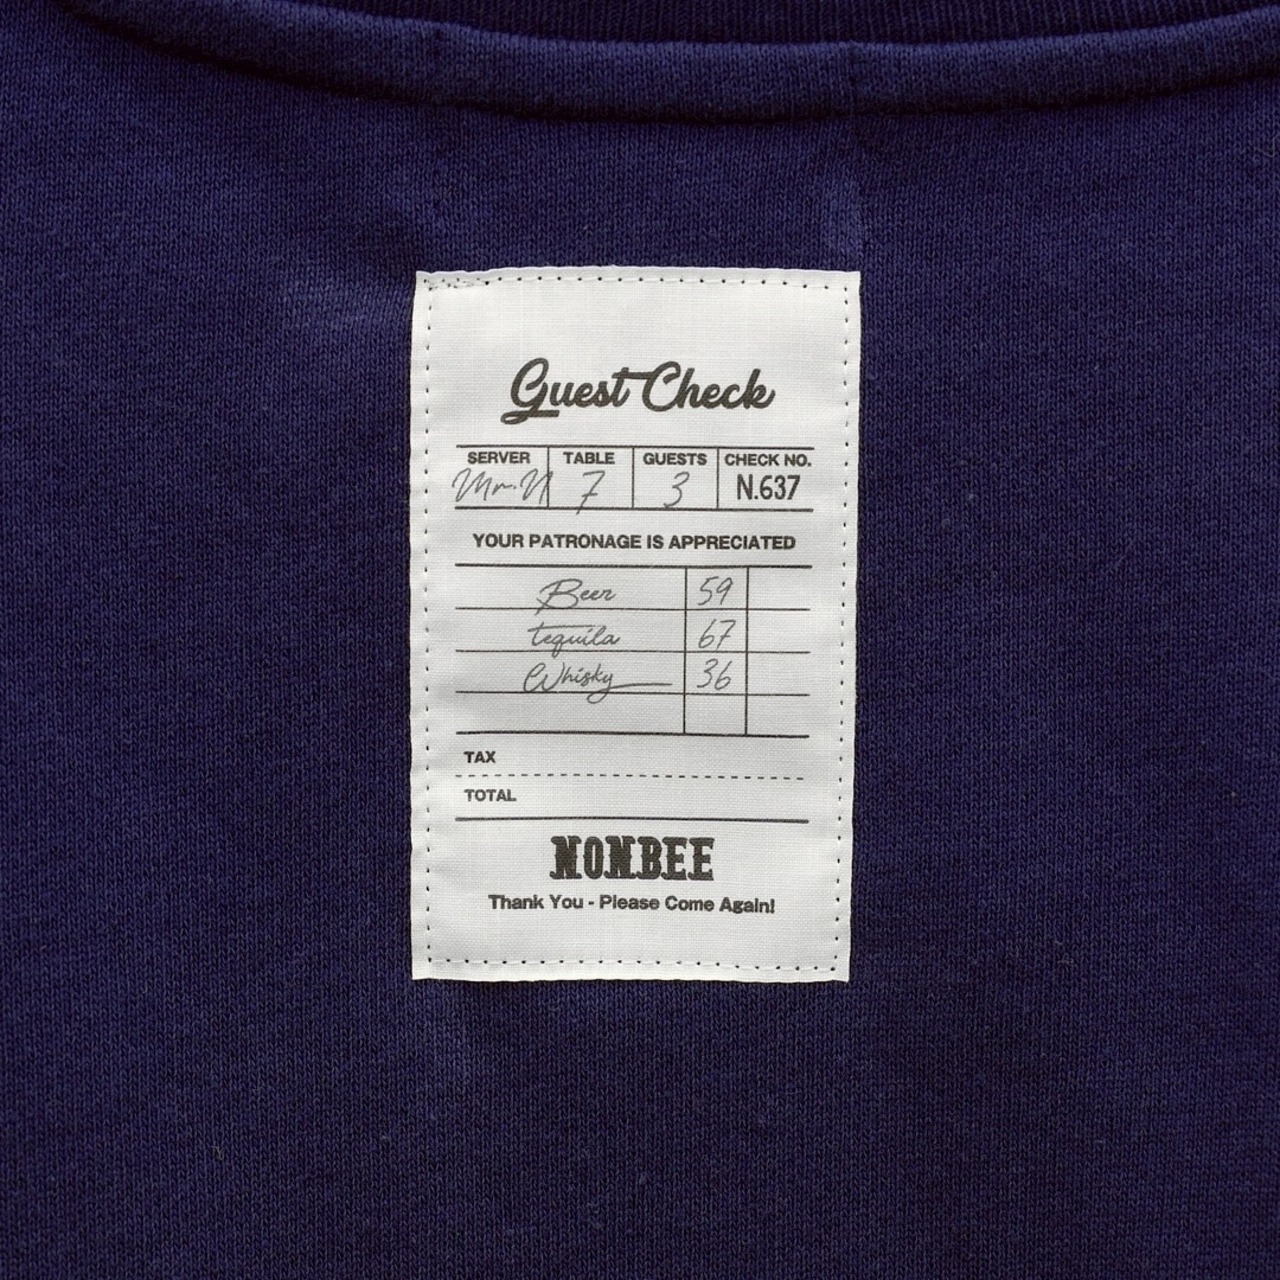 Guest Check
SERVER TABLE GUESTS CHECK NO.
Mr.N 7 3 N.637
YOUR PATRONAGE IS APPRECIATED
Beer 59
tequila 67
Whisky 36
TAX
TOTAL
NONBEE
Thank You - Please Come Again!